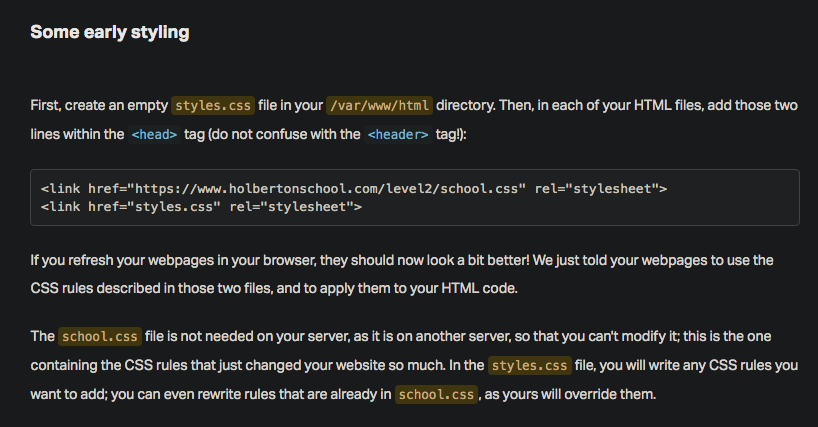 Some early styling
First, create an empty styles.css file in your /var/www/html directory. Then, in each of your HTML files, add those two
lines within the <head> tag (do not confuse with the <header> tag!):
<link href="https://www.holbertonschool.com/level2/school.css" rel="stylesheet">
<link href="styles.css" rel="stylesheet">
If you refresh your webpages in your browser, they should now look a bit better! We just told your webpages to use the
CSS rules described in those two files, and to apply them to your HTML code.
The school.css file is not needed on your server, as it is on another server, so that you can't modify it; this is the one
containing the CSS rules that just changed your website so much. In the styles.css file, you will write any CSS rules you
want to add; you can even rewrite rules that are already in school.css, as yours will override them.